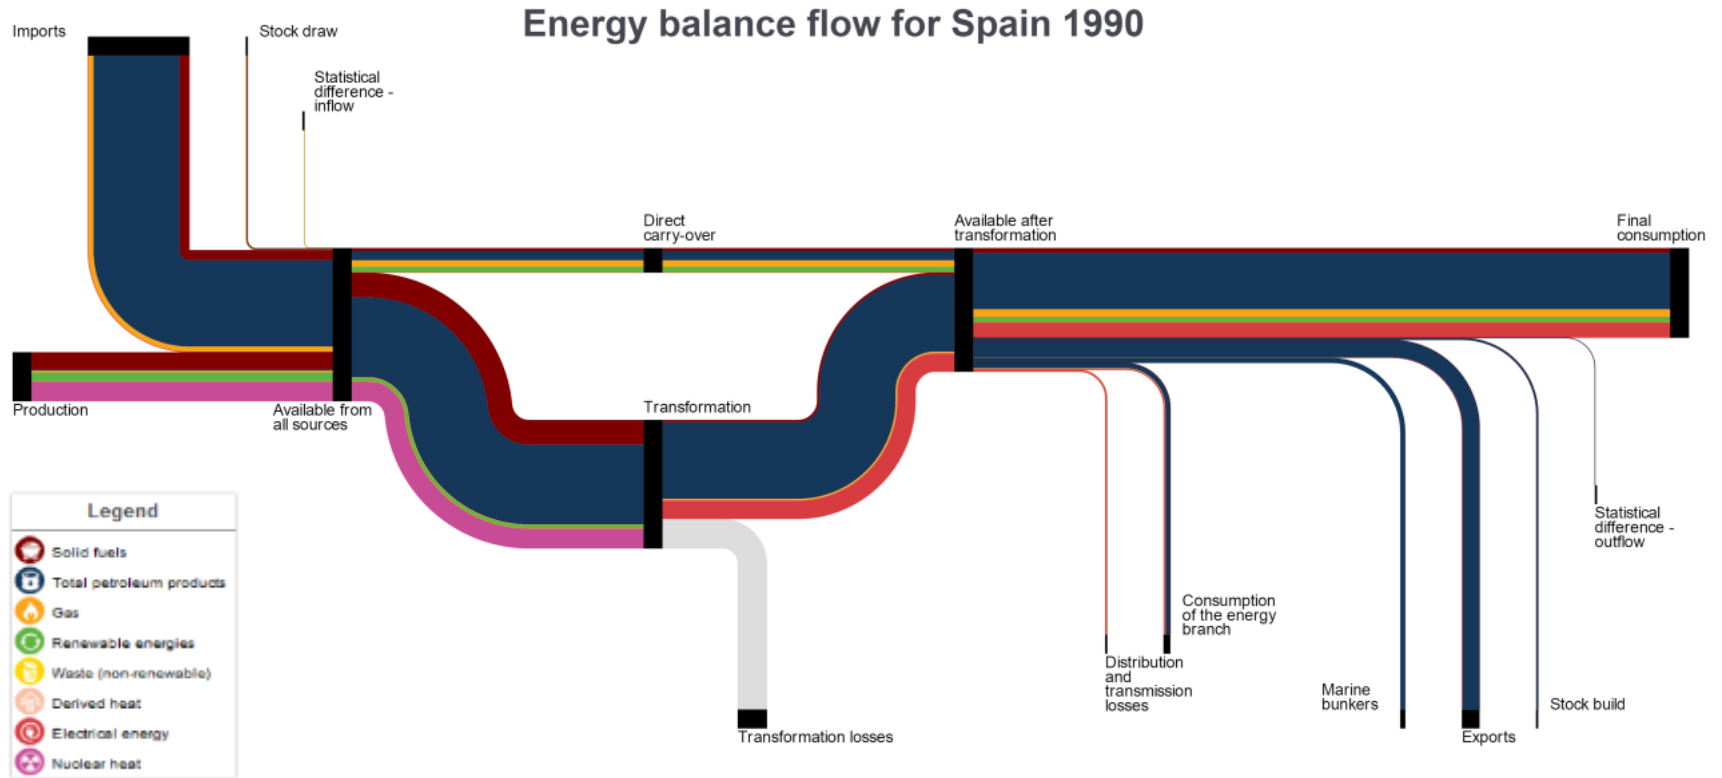 Energy balance flow for Spain 1990
Imports
Stock draw
Statistical
difference -
inflow
Direct
carry-over
Available after
transformation
Final
consumption
Production
Available from
all sources
Transformation
Statistical
difference -
outflow
Consumption
of the energy
branch
Distribution
and
transmission
losses
Marine
bunkers
Stock build
Transformation losses
Exports
Legend
Solid fuels
Total petroleum products
Gas
Renewable energies
Waste (non-renewable)
Derived heat
Electrical energy
Nuclear heat